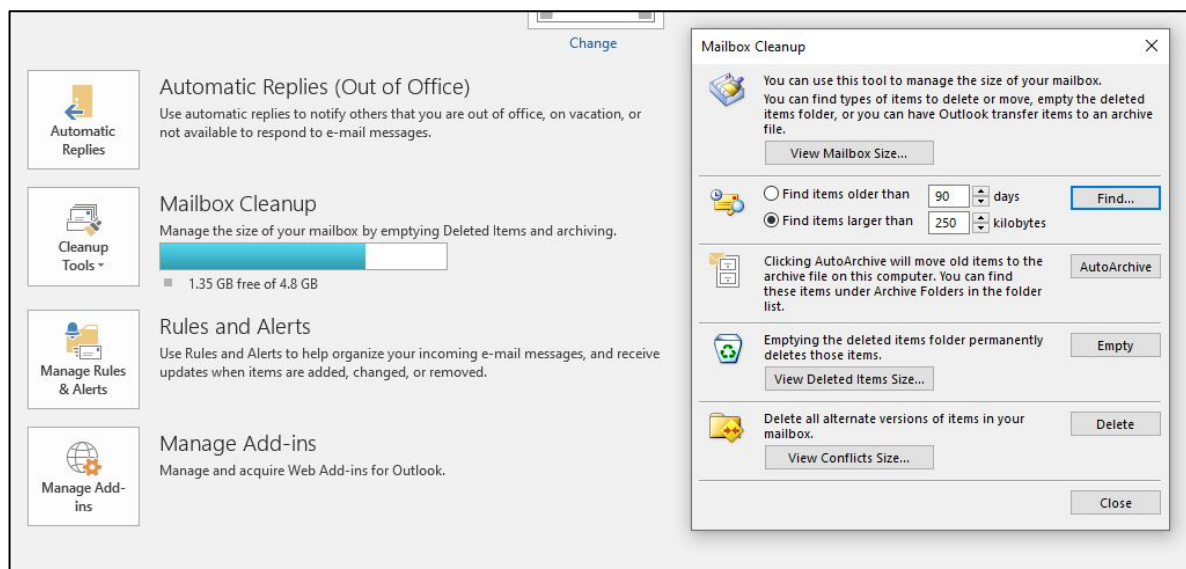 Change
Automatic
Replies
Automatic Replies (Out of Office)
Use automatic replies to notify others that you are out of office, on vacation, or
not available to respond to e-mail messages.
Cleanup
Tools
Mailbox Cleanup
Manage the size of your mailbox by emptying Deleted Items and archiving.
1.35 GB free of 4.8 GB
Manage Rules
& Alerts
Rules and Alerts
Use Rules and Alerts to help organize your incoming e-mail messages, and receive
updates when items are added, changed, or removed.
Manage Add-
ins
Manage Add-ins
Manage and acquire Web Add-ins for Outlook.
Mailbox Cleanup
You can use this tool to manage the size of your mailbox.
You can find types of items to delete or move, empty the deleted
items folder, or you can have Outlook transfer items to an archive
file.
View Mailbox Size...
Find items older than 90 days
Find...
Find items larger than 250 kilobytes
Clicking AutoArchive will move old items to the
archive file on this computer. You can find
these items under Archive Folders in the folder
list.
AutoArchive
Emptying the deleted items folder permanently
deletes those items.
Empty
View Deleted Items Size...
Delete all alternate versions of items in your
mailbox.
Delete
View Conflicts Size...
Close